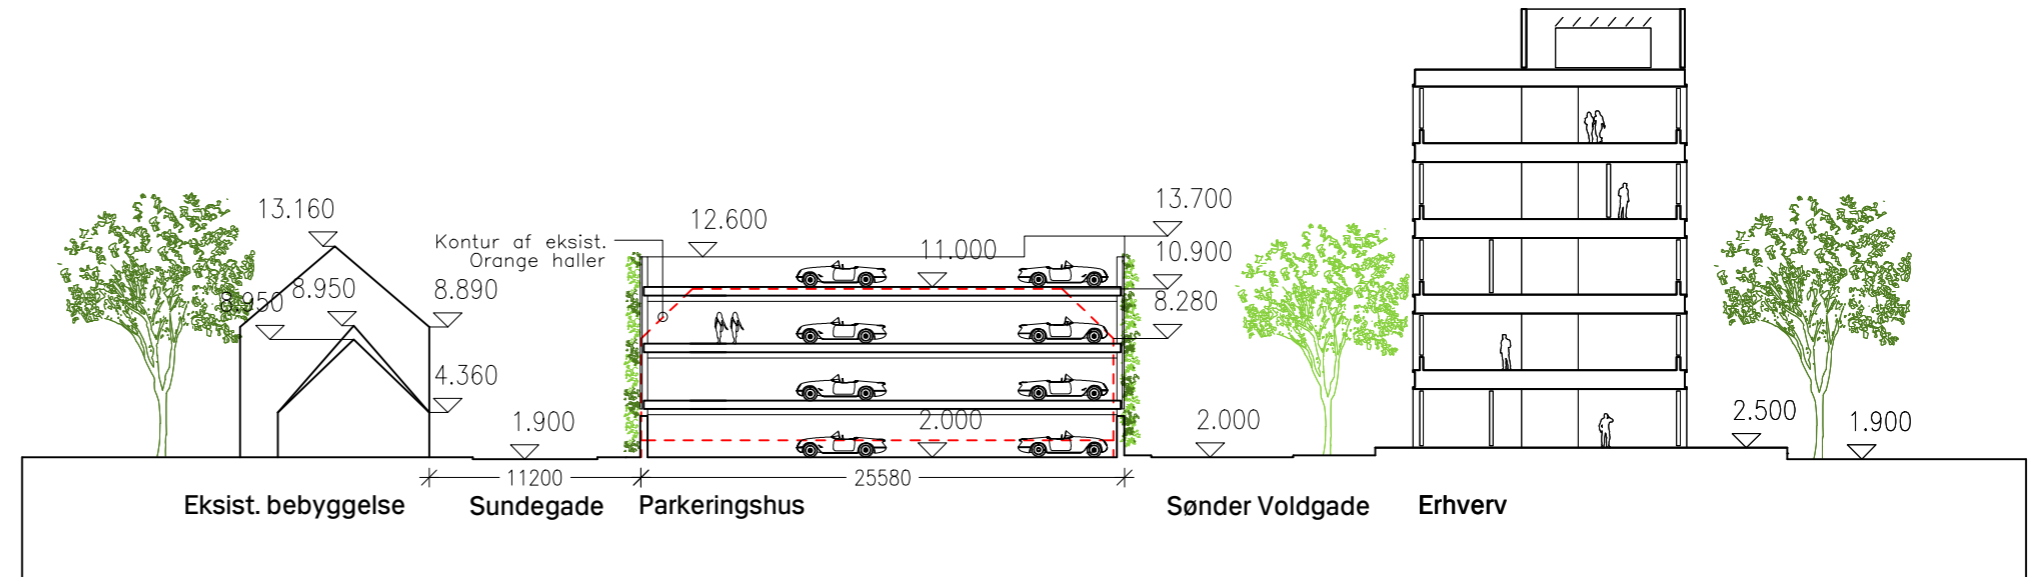 13.160
8.950
8.950
8.890
4.360
Kontur af eksist.
Orange haller
12.600
11.000
13.700
10.900
8.280
1.900
2.000
2.000
2.500
1.900
11200
25580
Eksist. bebyggelse
Sundegade
Parkeringshus
Sønder Voldgade
Erhverv